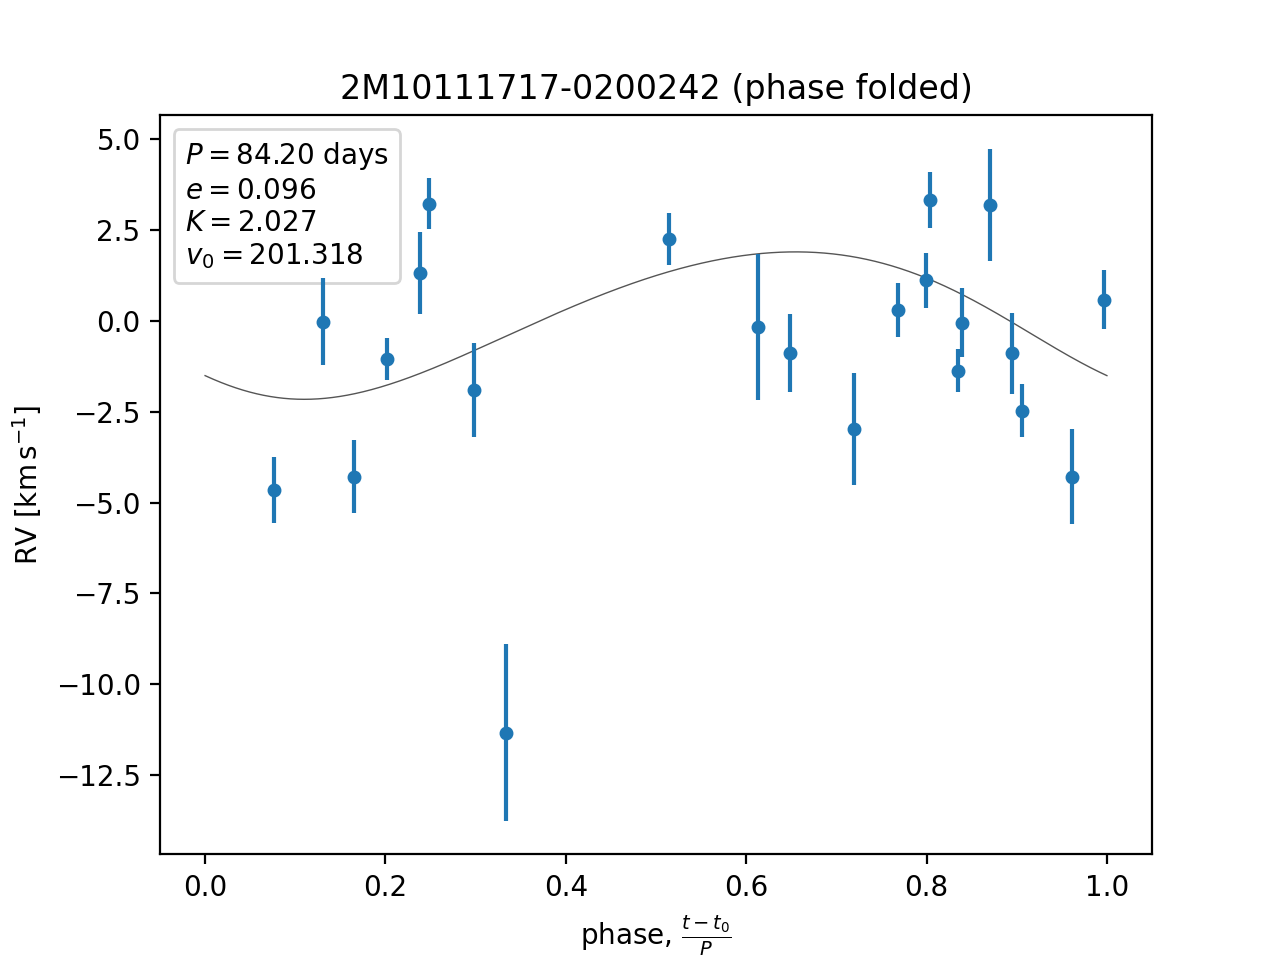 2M10111717-0200242 (phase folded)
P = 84.20 days
e = 0.096
K = 2.027
v₀ = 201.318
5.0
2.5
0.0
−2.5
−5.0
−7.5
−10.0
−12.5
RV [km s⁻¹]
0.0 0.2 0.4 0.6 0.8 1.0
phase, (t − t₀)/P